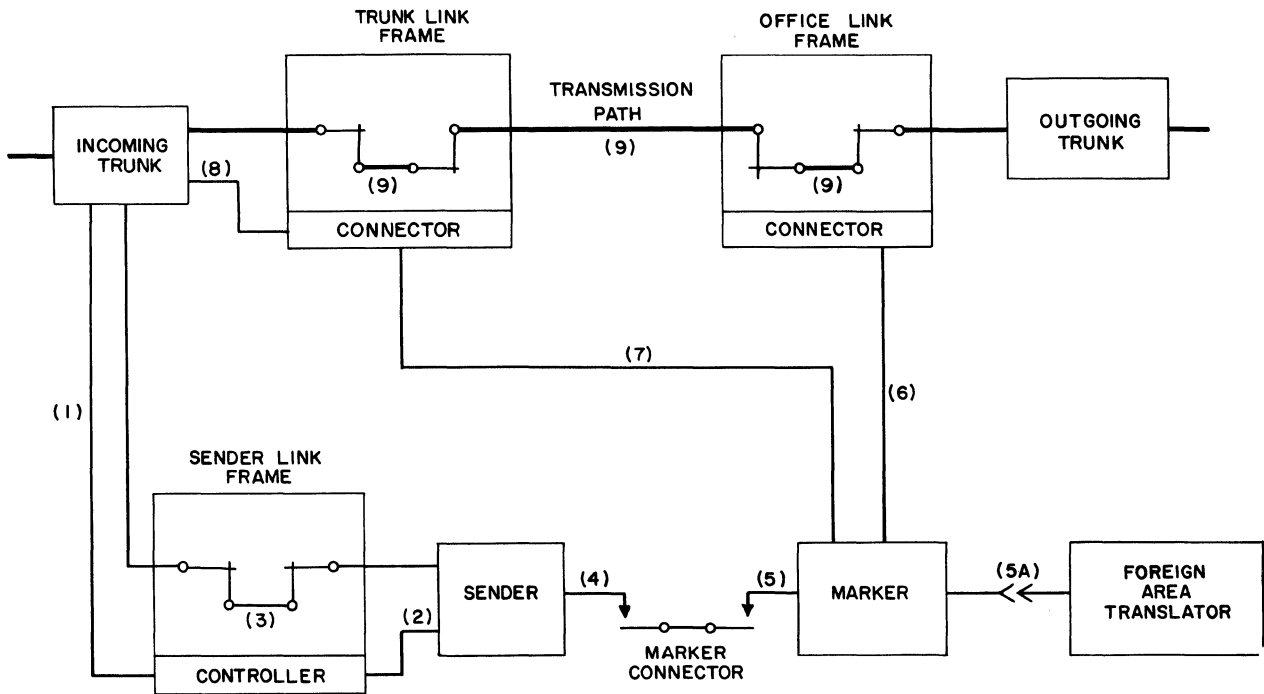 TRUNK LINK
FRAME
OFFICE LINK
FRAME
TRANSMISSION
PATH
(9)
INCOMING
TRUNK
(8)
(9)
CONNECTOR
(9)
CONNECTOR
OUTGOING
TRUNK
(7)
(6)
(1)
SENDER LINK
FRAME
(3)
CONTROLLER
(2)
SENDER
(4)
(5)
MARKER
CONNECTOR
MARKER
(5A)
FOREIGN
AREA
TRANSLATOR